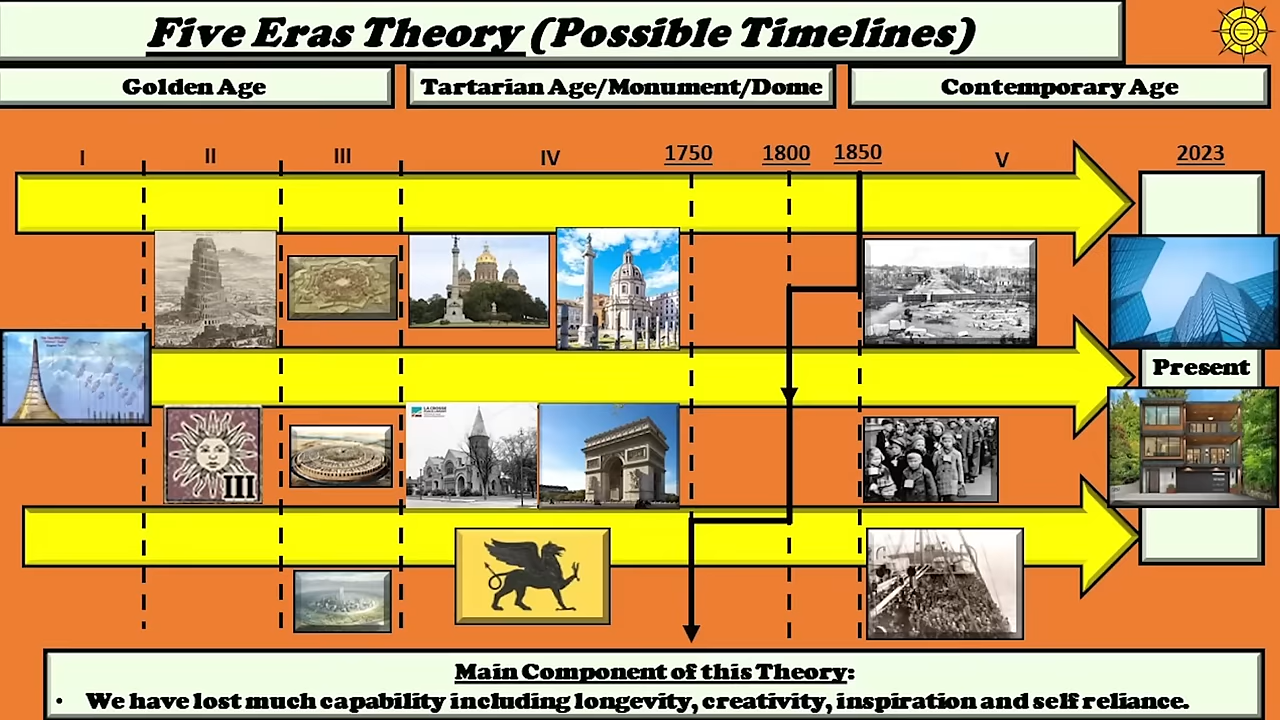 Five Eras Theory (Possible Timelines)
Golden Age
Tartarian Age/Monument/Dome
Contemporary Age
I
II
III
IV
1750
1800
1850
V
2023
Present
LA CROSSE
III
Main Component of this Theory:
• We have lost much capability including longevity, creativity, inspiration and self reliance.